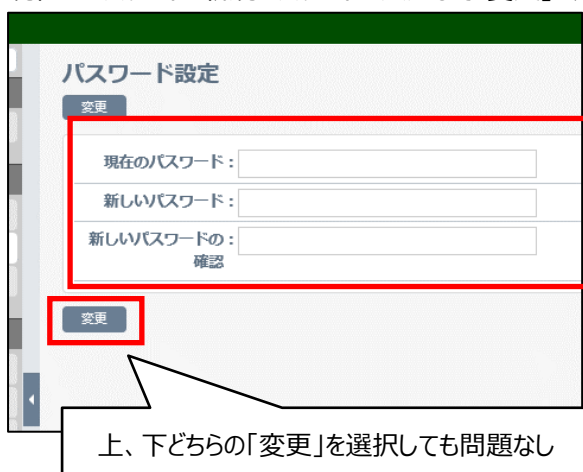 パスワード設定
変更
現在のパスワード:
新しいパスワード:
新しいパスワードの:
確認
変更
上、下どちらの「変更」を選択しても問題なし